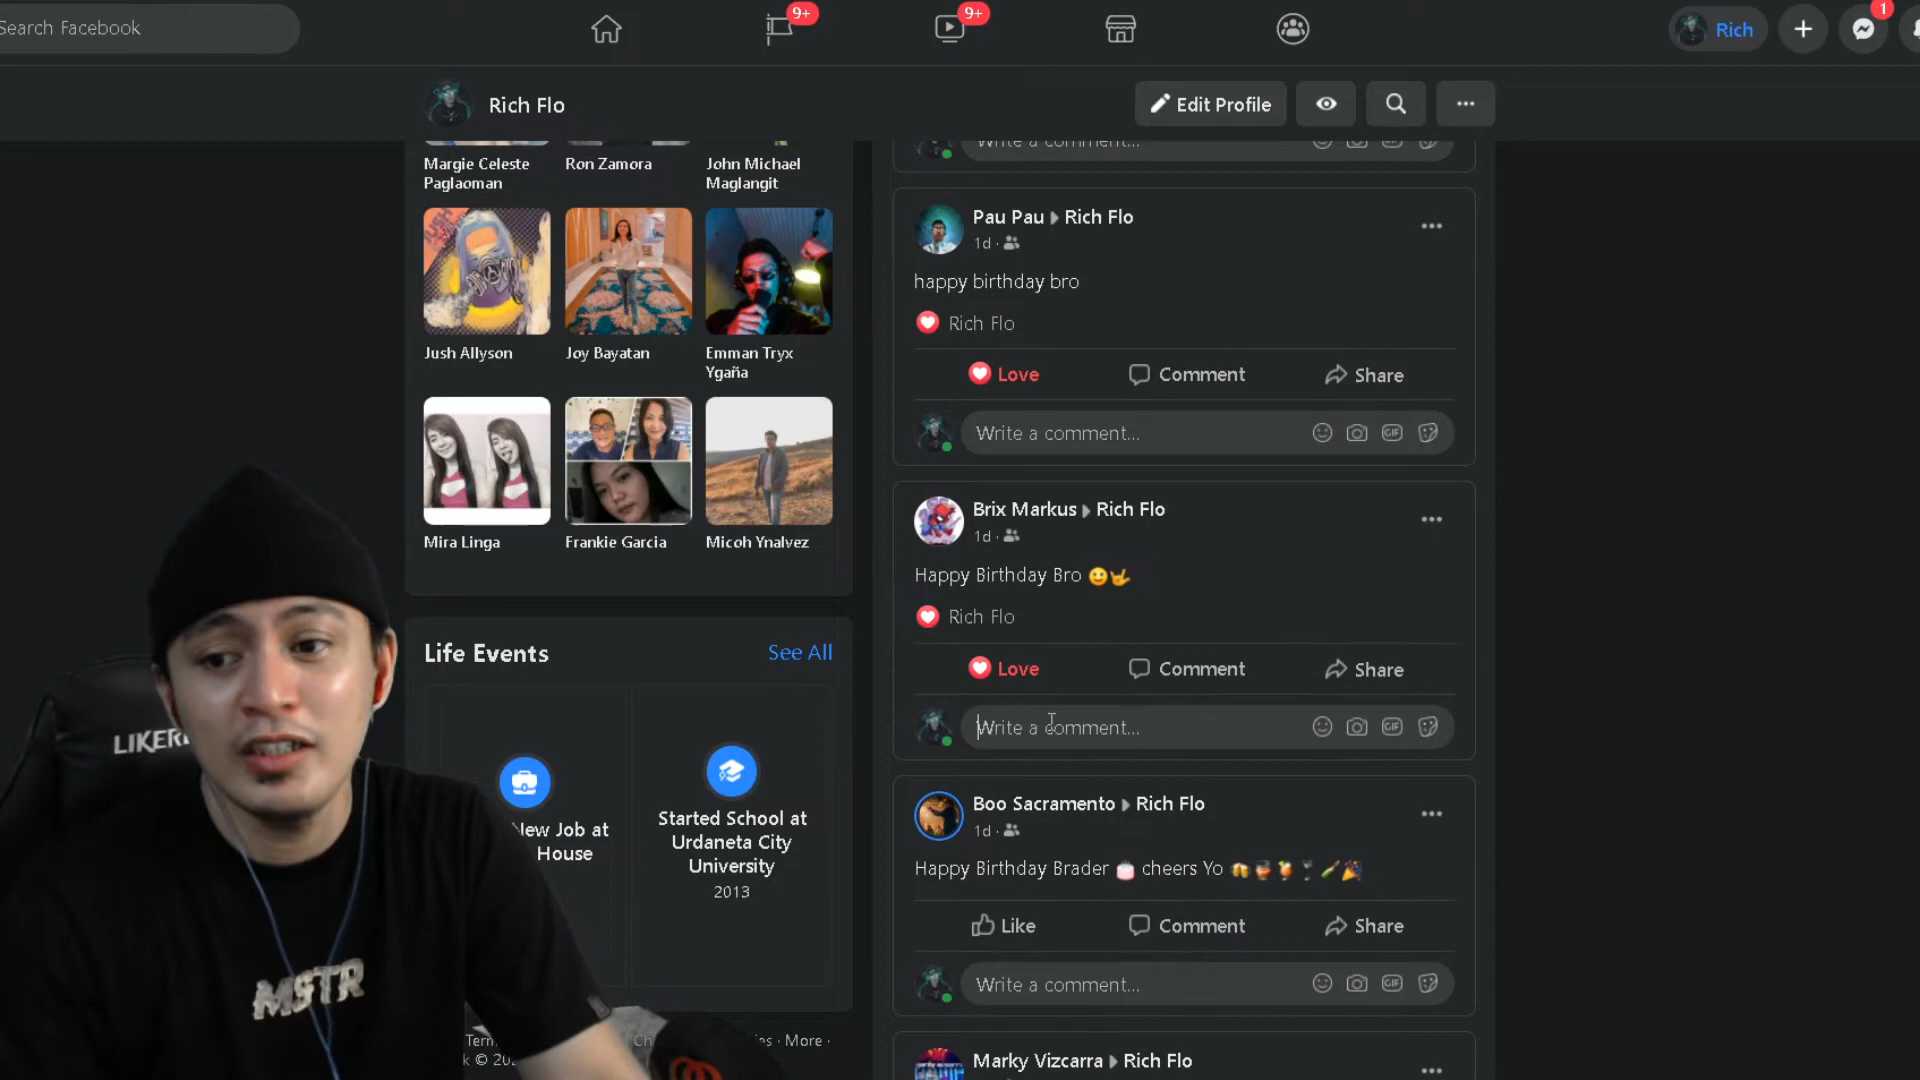 Search Facebook
9+
9+
Rich
1
Rich Flo
Edit Profile
Margie Celeste
Paglaoman
Ron Zamora
John Michael
Maglangit
Jush Allyson
Joy Bayatan
Emman Tryx
Ygaña
Mira Linga
Frankie Garcia
Micoh Ynalvez
Life Events
See All
New Job at
House
Started School at
Urdaneta City
University
2013
More ·
Write a comment...
Pau Pau ▸ Rich Flo
1d ·
happy birthday bro
Rich Flo
Love
Comment
Share
Write a comment...
GIF
Brix Markus ▸ Rich Flo
1d ·
Happy Birthday Bro 🙂🤟
Rich Flo
Love
Comment
Share
Write a comment...
GIF
Boo Sacramento ▸ Rich Flo
1d ·
Happy Birthday Brader 🎂 cheers Yo 🍻🥃🍹🍷🍾🎉
Like
Comment
Share
Write a comment...
GIF
Marky Vizcarra ▸ Rich Flo
MSTR